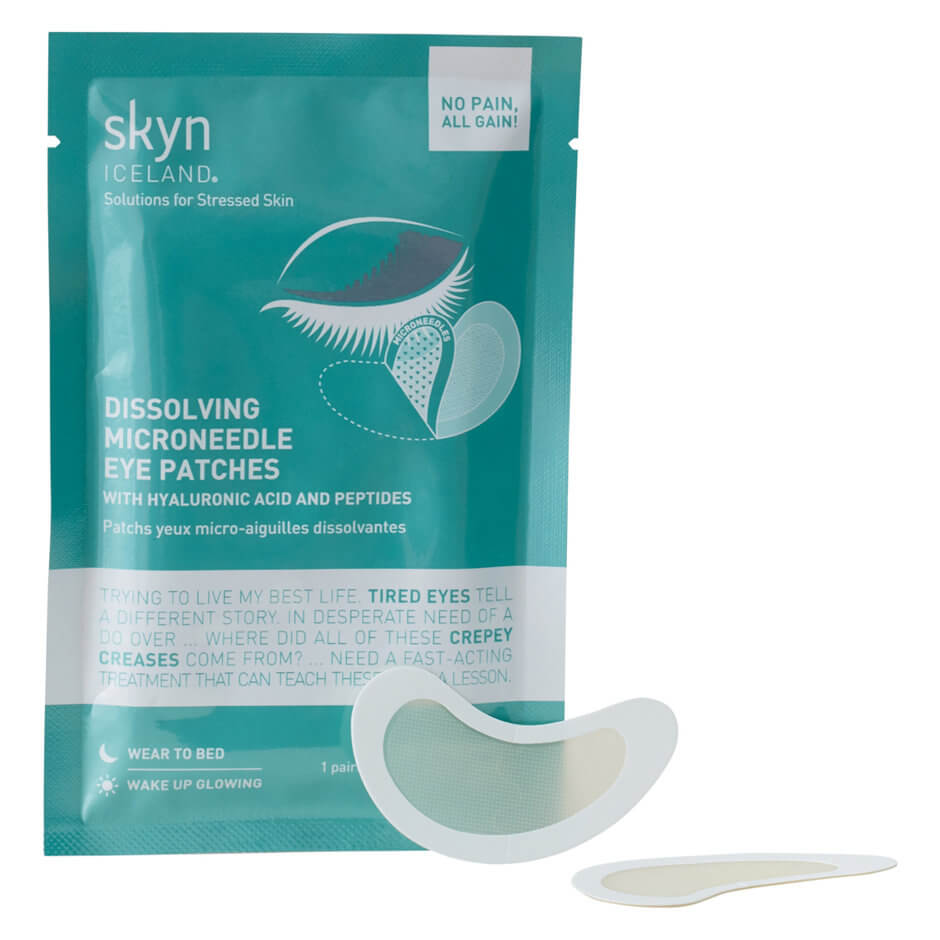 NO PAIN,
ALL GAIN!
skyn
ICELAND®
Solutions for Stressed Skin
MICRONEEDLES
DISSOLVING
MICRONEEDLE
EYE PATCHES
WITH HYALURONIC ACID AND PEPTIDES
Patchs yeux micro-aiguilles dissolvantes
TRYING TO LIVE MY BEST LIFE. TIRED EYES TELL
A DIFFERENT STORY. IN DESPERATE NEED OF A
DO OVER ... WHERE DID ALL OF THESE CREPEY
CREASES COME FROM? ... NEED A FAST-ACTING
TREATMENT THAT CAN TEACH A LESSON.
WEAR TO BED
WAKE UP GLOWING
1 pair